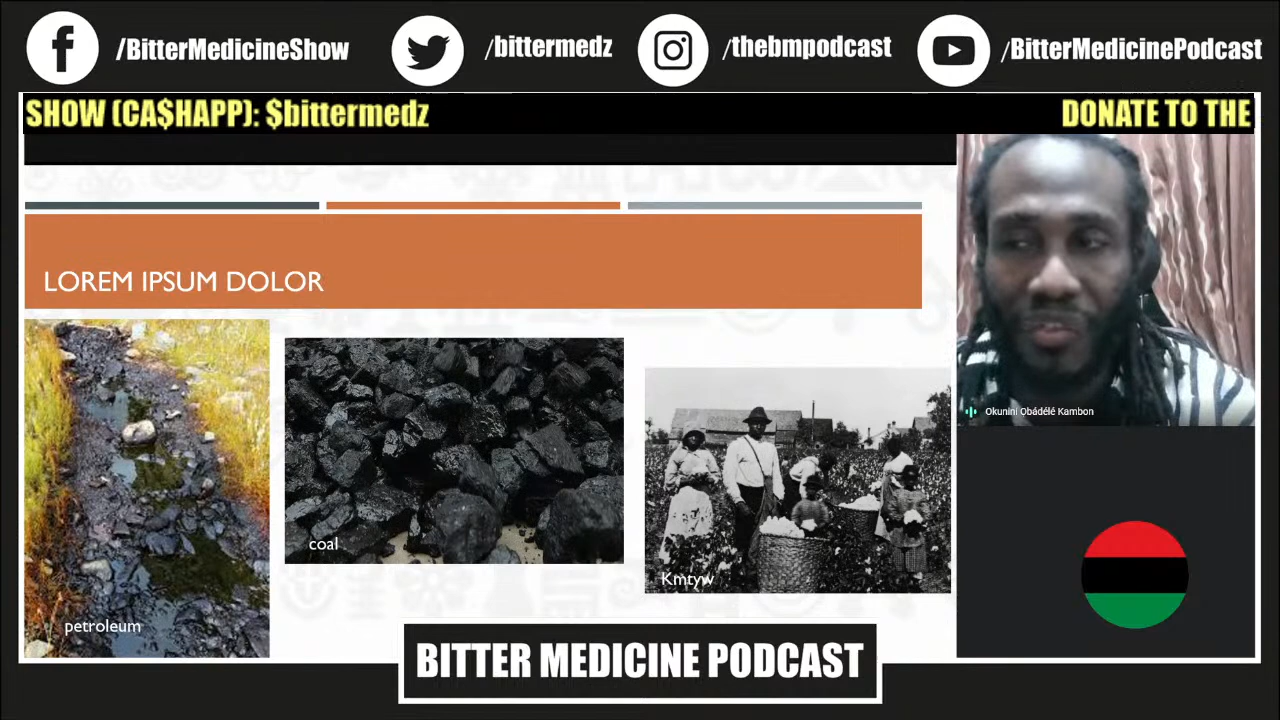 /BitterMedicineShow
/bittermedz
/thebmpodcast
/BitterMedicinePodcast
SHOW (CA$HAPP): $bittermedz
DONATE TO THE
LOREM IPSUM DOLOR
Okunini Obádélé Kambon
coal
Kmtyw
petroleum
BITTER MEDICINE PODCAST